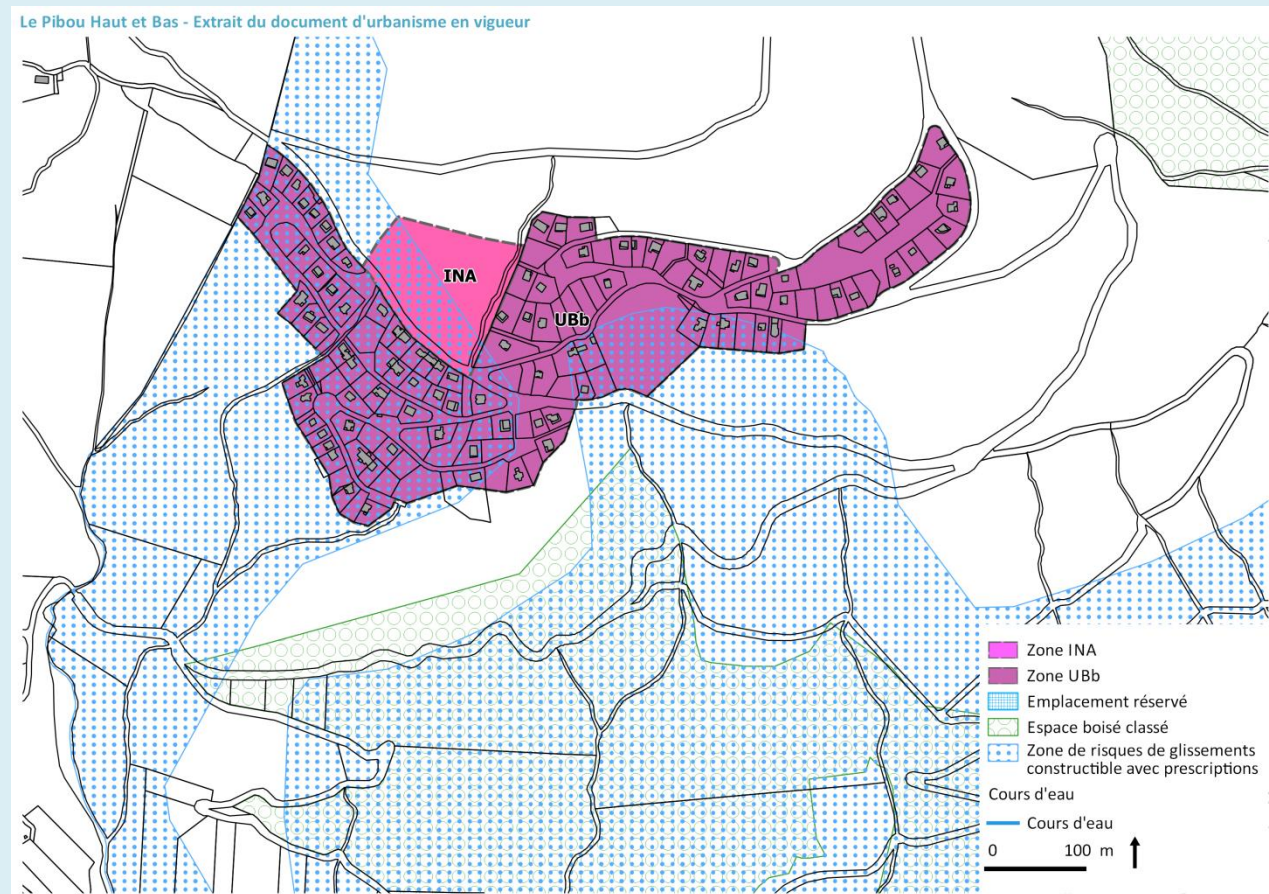 Le Pibou Haut et Bas - Extrait du document d'urbanisme en vigueur
INA
UBb
Zone INA
Zone UBb
Emplacement réservé
Espace boisé classé
Zone de risques de glissements
constructible avec prescriptions
Cours d'eau
Cours d'eau
0 100 m